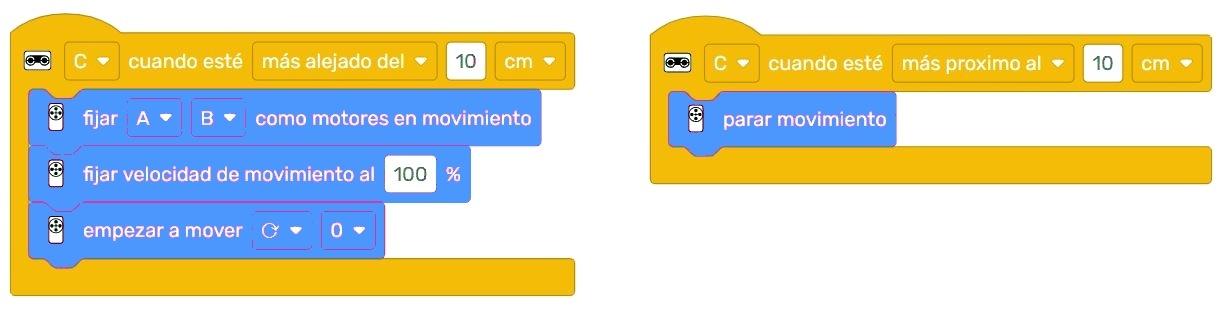 C cuando esté más alejado del 10 cm
fijar A B como motores en movimiento
fijar velocidad de movimiento al 100 %
empezar a mover 0
C cuando esté más proximo al 10 cm
parar movimiento